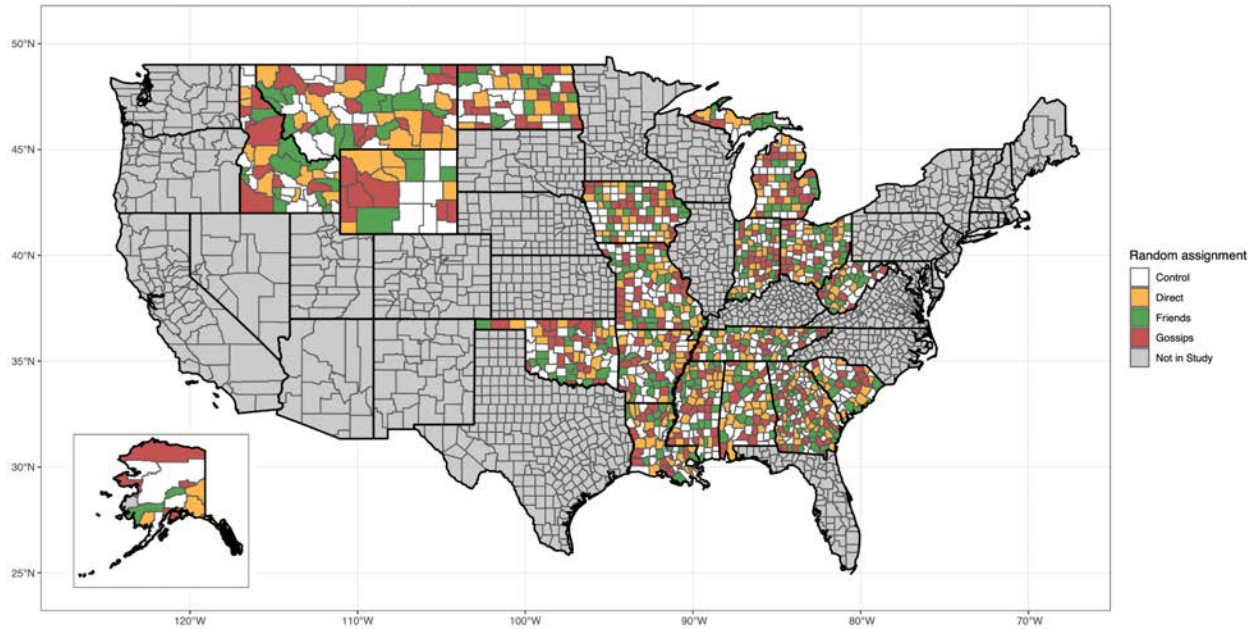 50°N
45°N
40°N
35°N
30°N
25°N
120°W
110°W
100°W
90°W
80°W
70°W
Random assignment
Control
Direct
Friends
Gossips
Not in Study